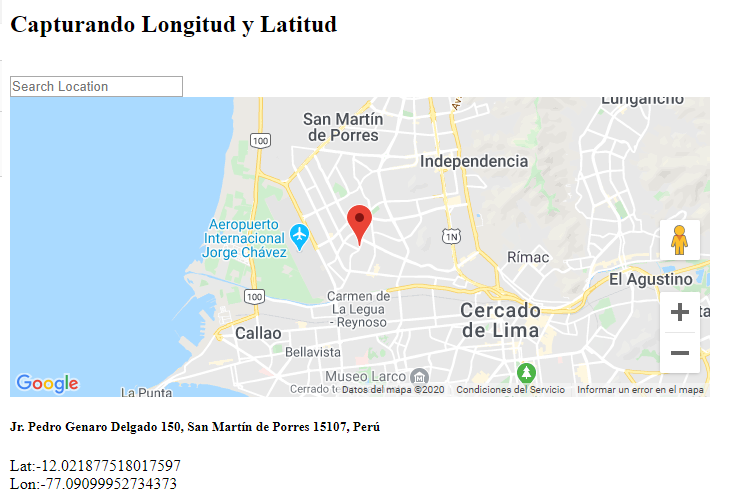 Capturando Longitud y Latitud
Search Location
Lurigancho
San Martín
de Porres
100
Av.
Independencia
Aeropuerto
Internacional
Jorge Chávez
1N
Rímac
El Agustino
100
Carmen de
La Legua
- Reynoso
Cercado
de Lima
Callao
Bellavista
Museo Larco
Google
La Punta
Cerrado
Datos del mapa ©2020
Condiciones del Servicio
Informar un error en el mapa
Jr. Pedro Genaro Delgado 150, San Martín de Porres 15107, Perú
Lat:-12.021877518017597
Lon:-77.09099952734373